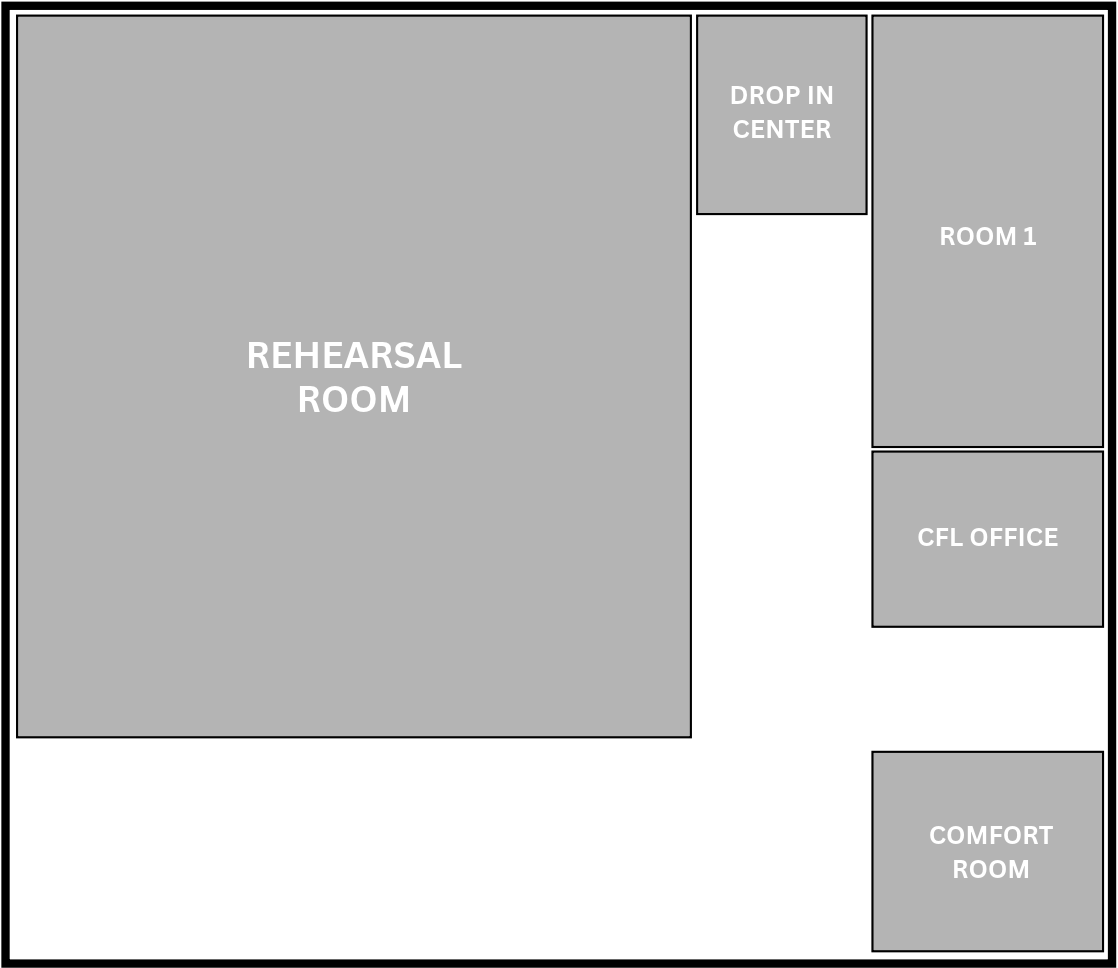 DROP IN
CENTER
ROOM 1
REHEARSAL
ROOM
CFL OFFICE
COMFORT
ROOM